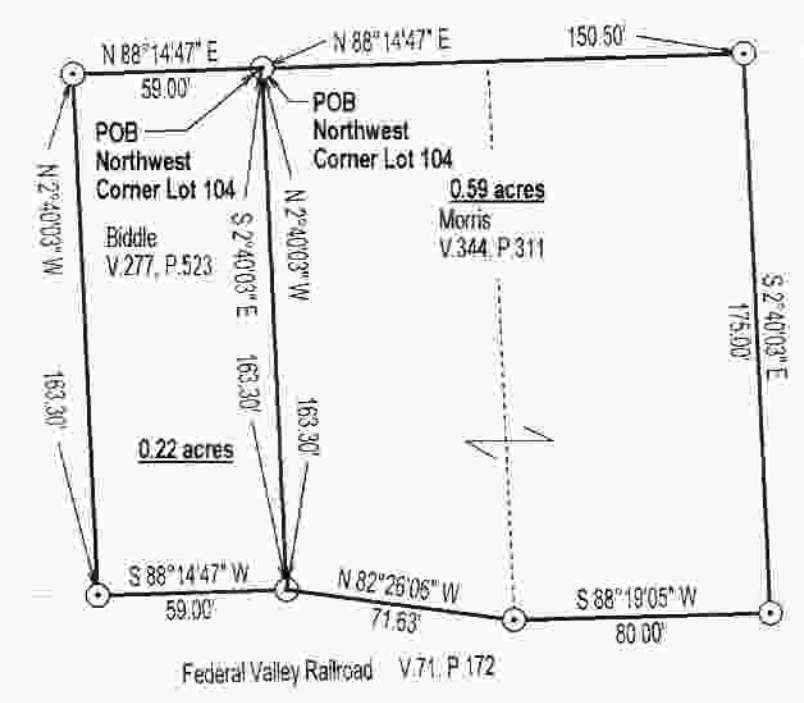 N 88°14'47" E
59.00'
N 88°14'47" E
150.50'
POB
Northwest
Corner Lot 104
POB
Northwest
Corner Lot 104
Biddle
V.277, P.523
0.59 acres
Morris
V.344, P.311
N 2°40'03" W
163.30'
S 2°40'03" E
163.30'
N 2°40'03" W
163.30'
S 2°40'03" E
175.00'
0.22 acres
S 88°14'47" W
59.00'
N 82°26'06" W
71.63'
S 88°19'05" W
80.00'
Federal Valley Railroad V.71, P.172